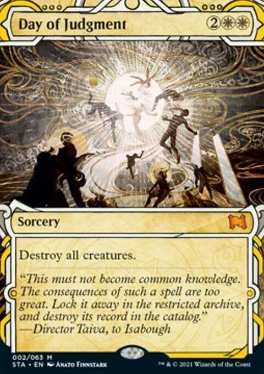 Day of Judgment 2
Sorcery
Destroy all creatures.
“This must not become common knowledge.
The consequences of such a spell are too
great. Lock it away in the restricted archive,
and destroy its record in the catalog.”
—Director Taiva, to Isabough
002/063 M
STA • EN ANATO FINNSTARK
™ & © 2021 Wizards of the Coast